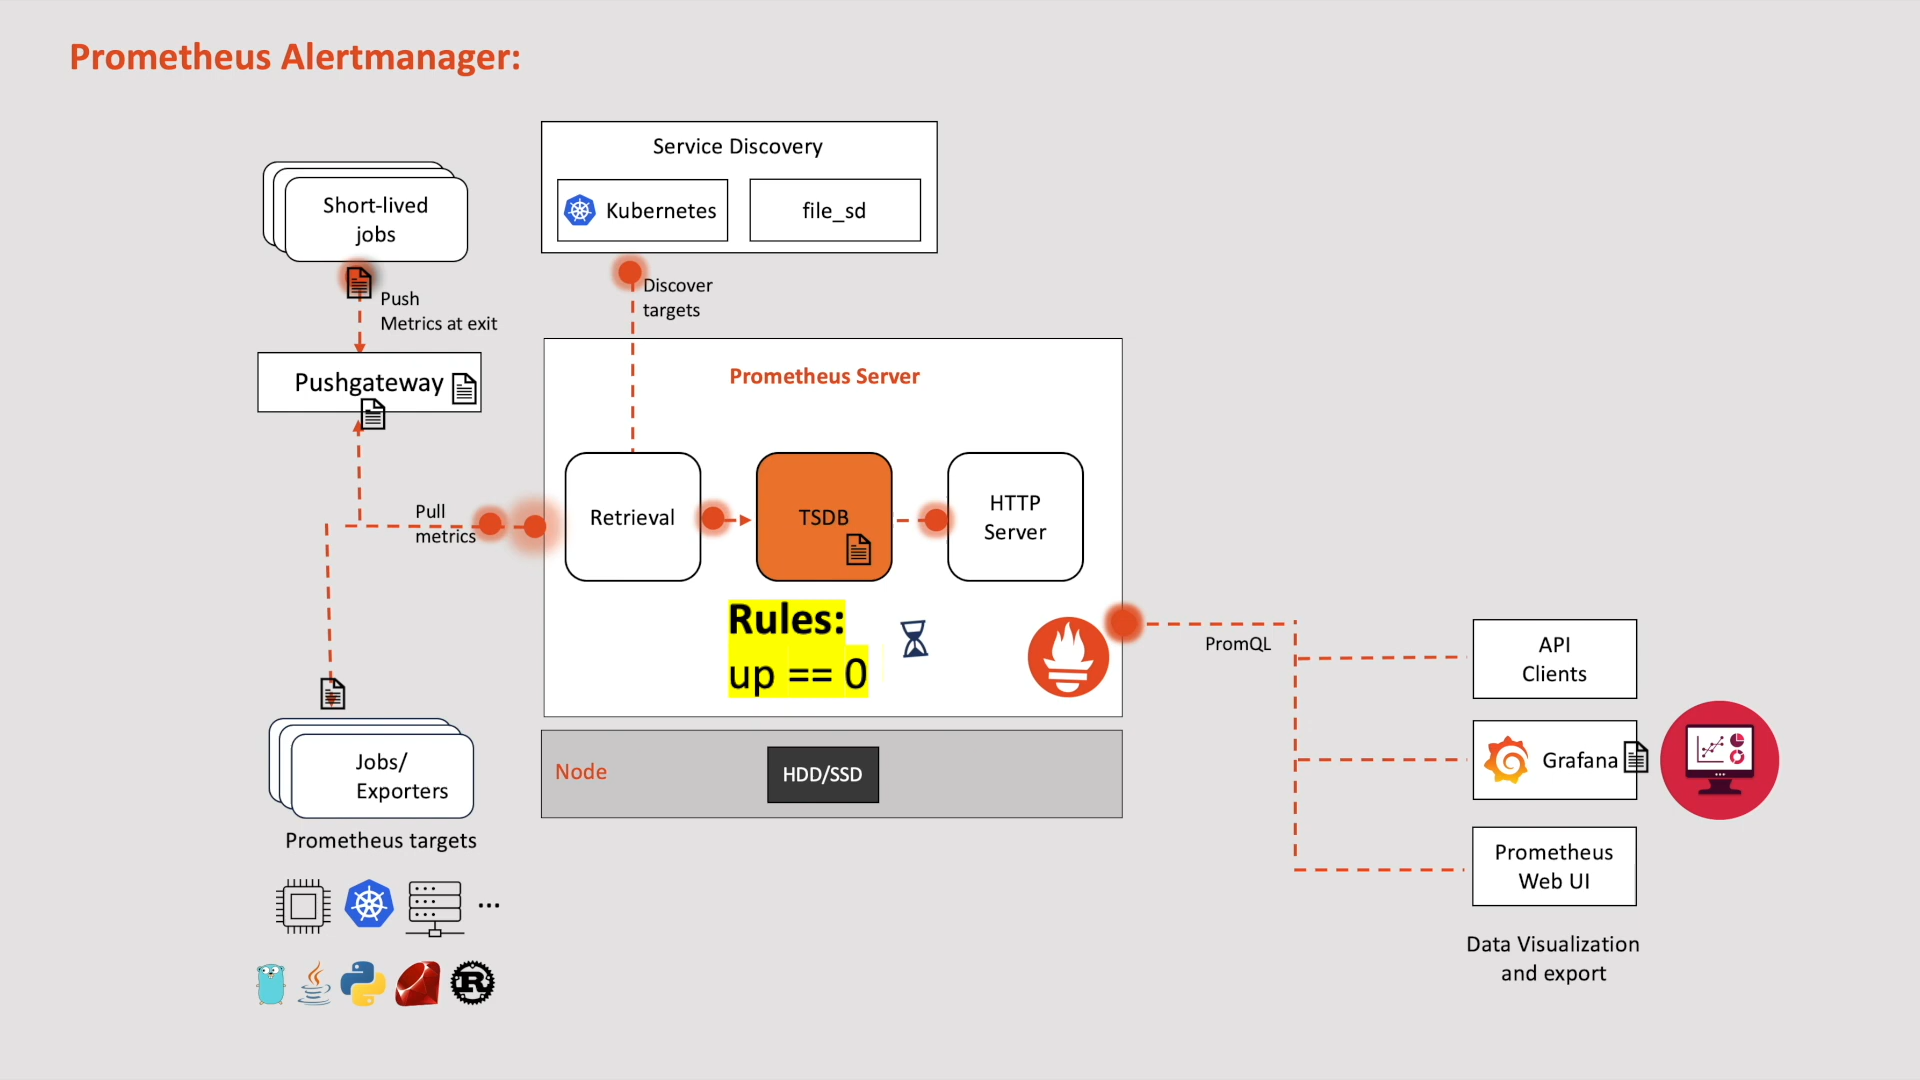 Prometheus Alertmanager:
Service Discovery
Kubernetes
file_sd
Short-lived
jobs
Push
Metrics at exit
Discover
targets
Pushgateway
Prometheus Server
Pull
metrics
Retrieval
TSDB
HTTP
Server
Rules:
up == 0
PromQL
API
Clients
Grafana
Prometheus
Web UI
Data Visualization
and export
Node
HDD/SSD
Jobs/
Exporters
Prometheus targets
...
R